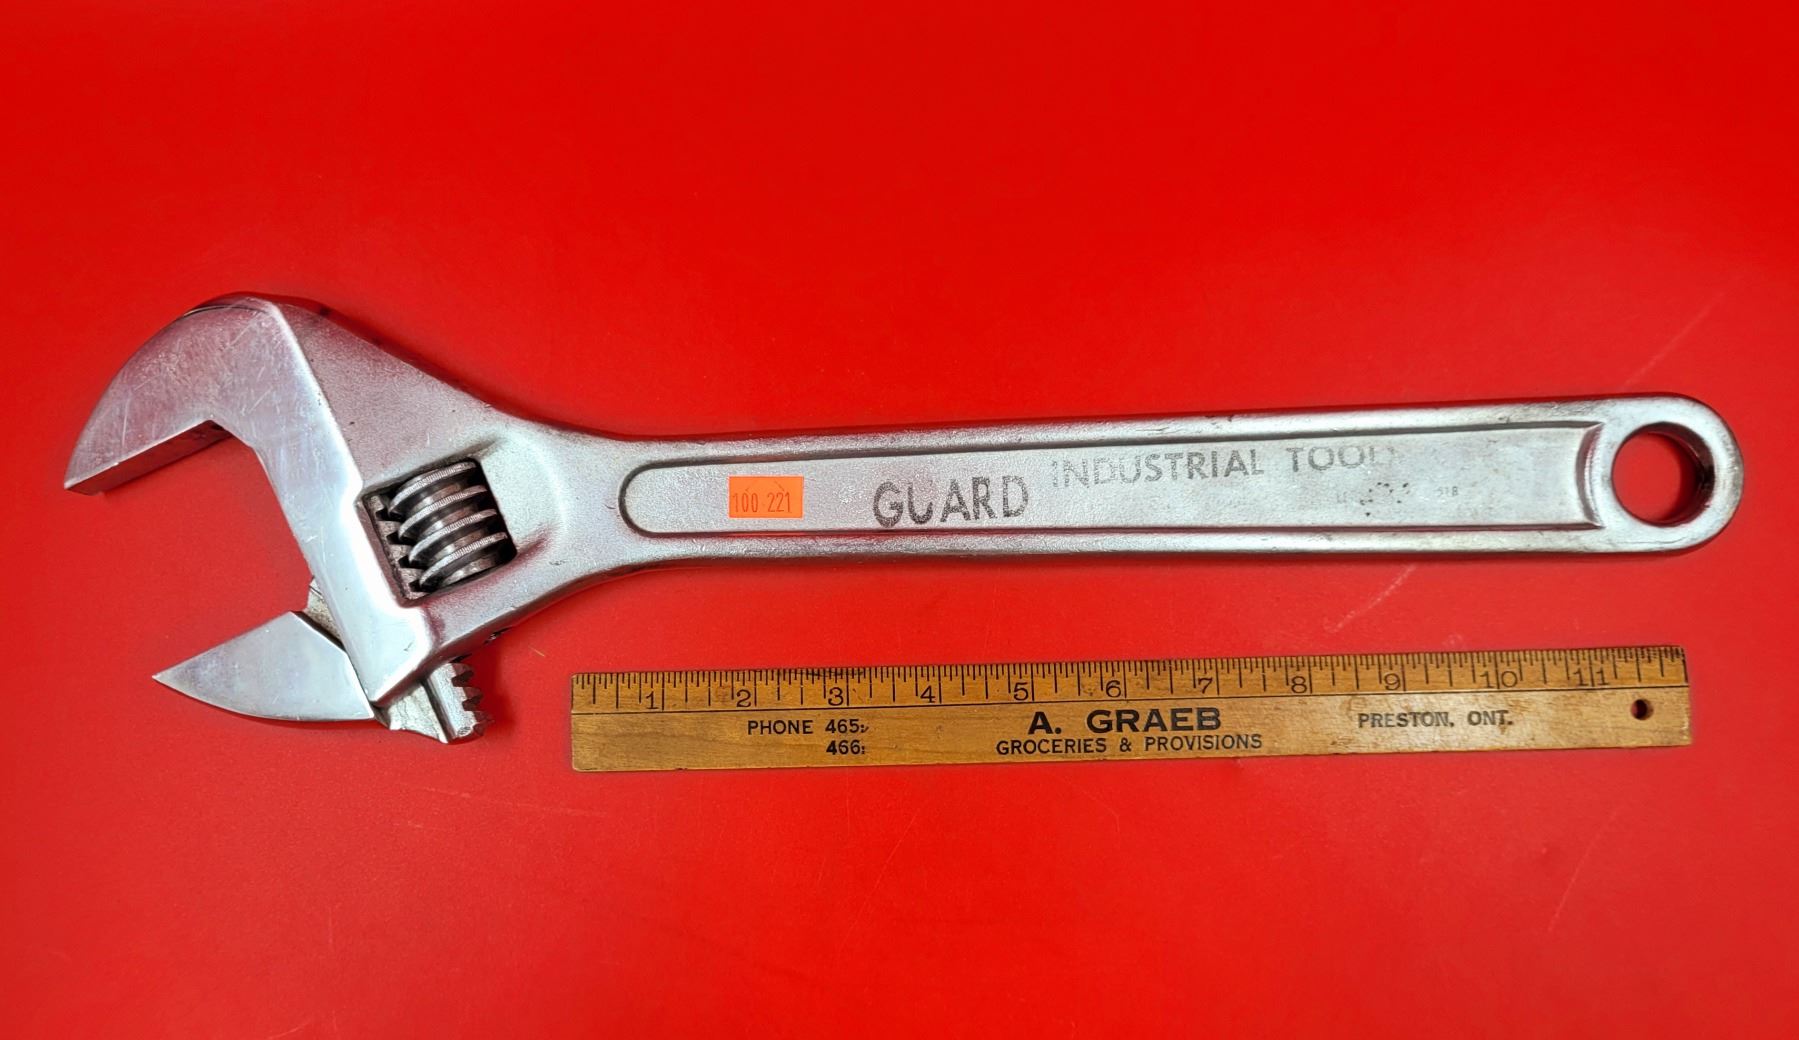 100 221
GUARD INDUSTRIAL TOOL
518
1 2 3 4 5 6 7 8 9 10 11
PHONE 465:
466:
A. GRAEB
GROCERIES & PROVISIONS
PRESTON, ONT.